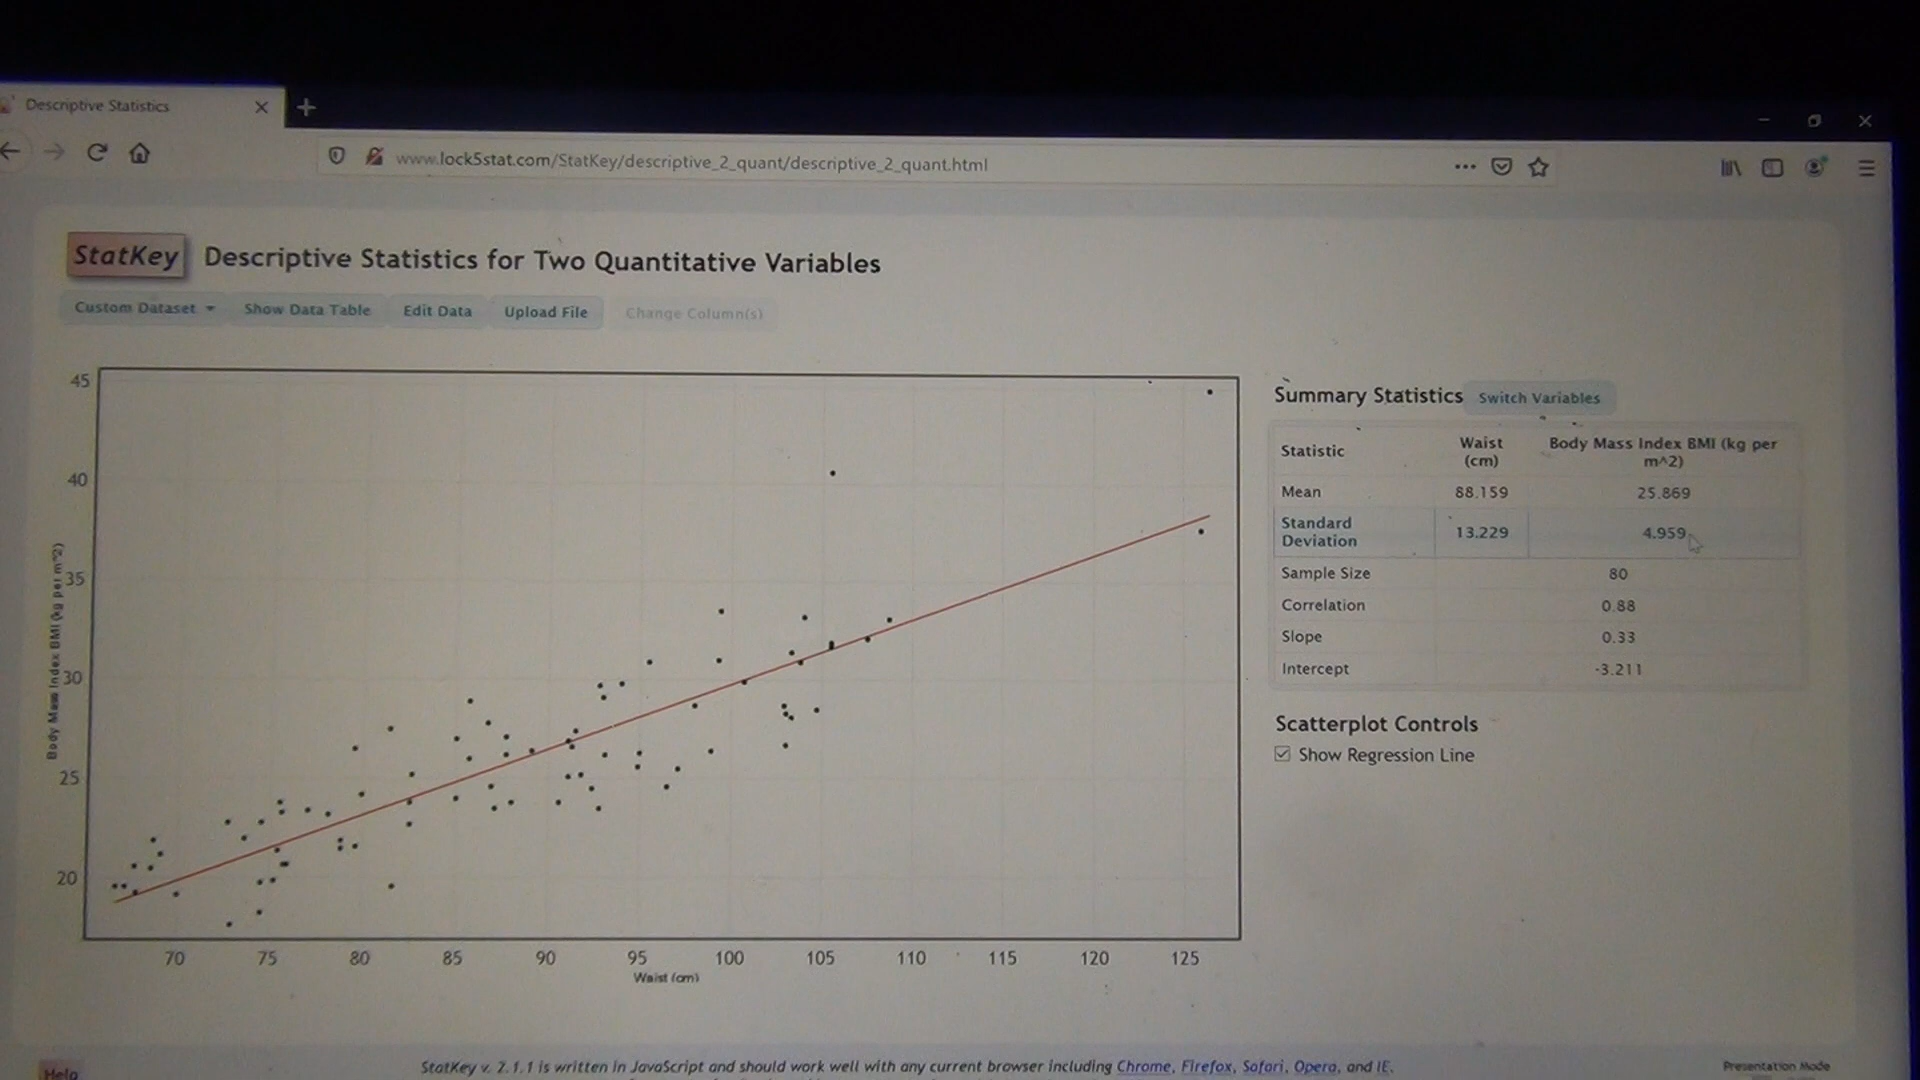 Descriptive Statistics
www.lock5stat.com/StatKey/descriptive_2_quant/descriptive_2_quant.html
StatKey Descriptive Statistics for Two Quantitative Variables
Custom Dataset Show Data Table Edit Data Upload File Change Column(s)
Summary Statistics Switch Variables
Statistic Waist (cm) Body Mass Index BMI (kg per m^2)
Mean 88.159 25.869
Standard Deviation 13.229 4.959
Sample Size 80
Correlation 0.88
Slope 0.33
Intercept -3.211
Scatterplot Controls
Show Regression Line
Body Mass Index BMI (kg per m^2)
45
40
35
30
25
20
70 75 80 85 90 95 100 105 110 115 120 125
Waist (cm)
Help
StatKey v. 2.1.1 is written in JavaScript and should work well with any current browser including Chrome, Firefox, Safari, Opera, and IE.
Presentation Mode